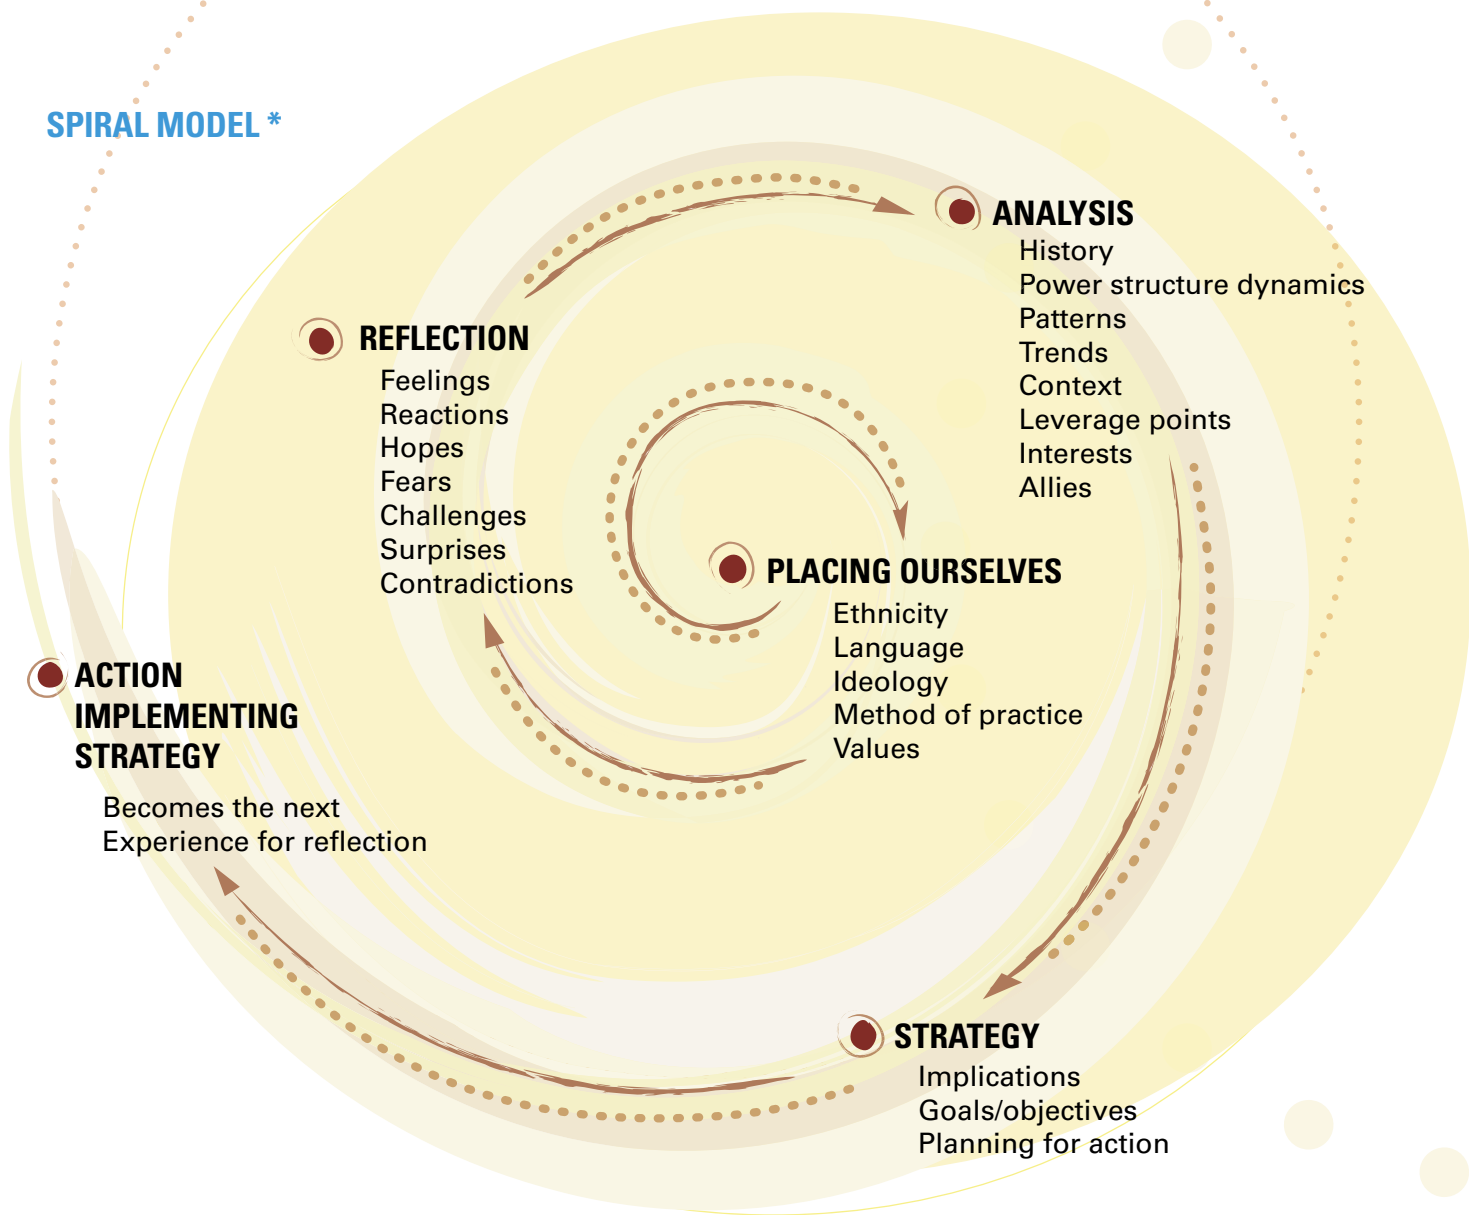 SPIRAL MODEL *
ANALYSIS
History
Power structure dynamics
Patterns
Trends
Context
Leverage points
Interests
Allies
REFLECTION
Feelings
Reactions
Hopes
Fears
Challenges
Surprises
Contradictions
PLACING OURSELVES
Ethnicity
Language
Ideology
Method of practice
Values
ACTION
IMPLEMENTING
STRATEGY
Becomes the next
Experience for reflection
STRATEGY
Implications
Goals/objectives
Planning for action